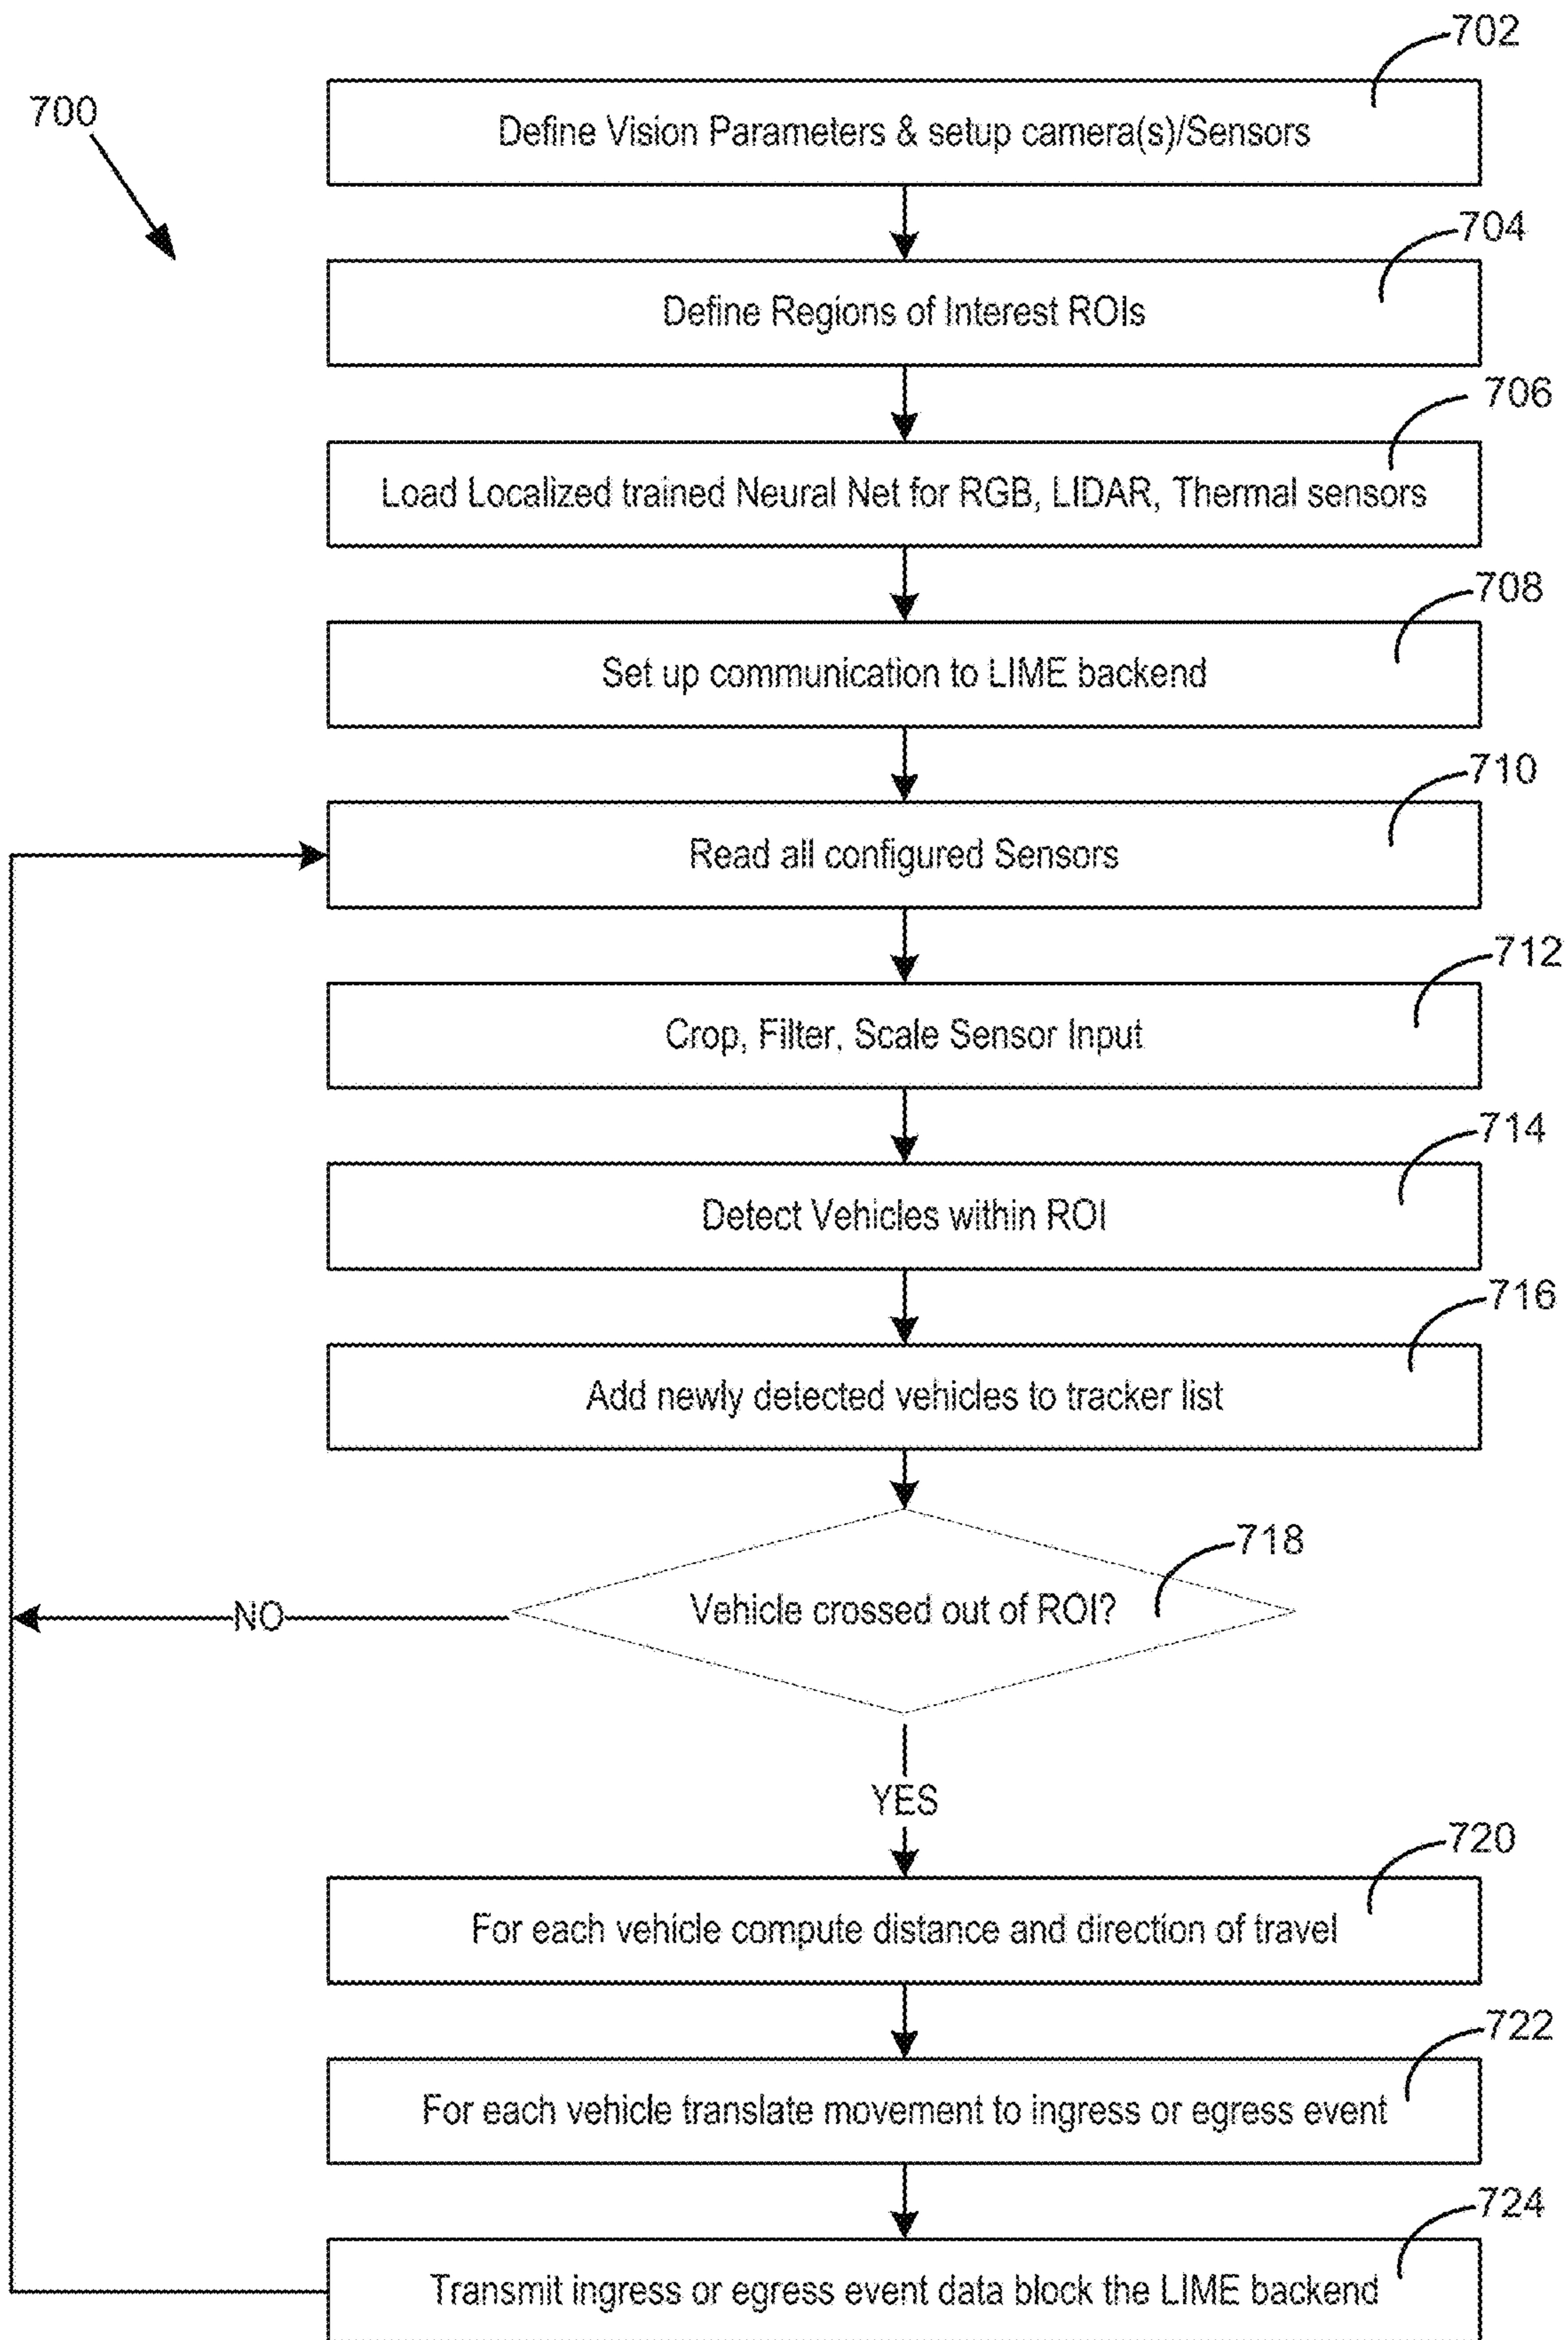 700
702
Define Vision Parameters & setup camera(s)/Sensors
704
Define Regions of Interest ROIs
706
Load Localized trained Neural Net for RGB, LIDAR, Thermal sensors
708
Set up communication to LIME backend
710
Read all configured Sensors
712
Crop, Filter, Scale Sensor Input
714
Detect Vehicles within ROI
716
Add newly detected vehicles to tracker list
718
Vehicle crossed out of ROI?
NO
YES
720
For each vehicle compute distance and direction of travel
722
For each vehicle translate movement to ingress or egress event
724
Transmit ingress or egress event data block the LIME backend